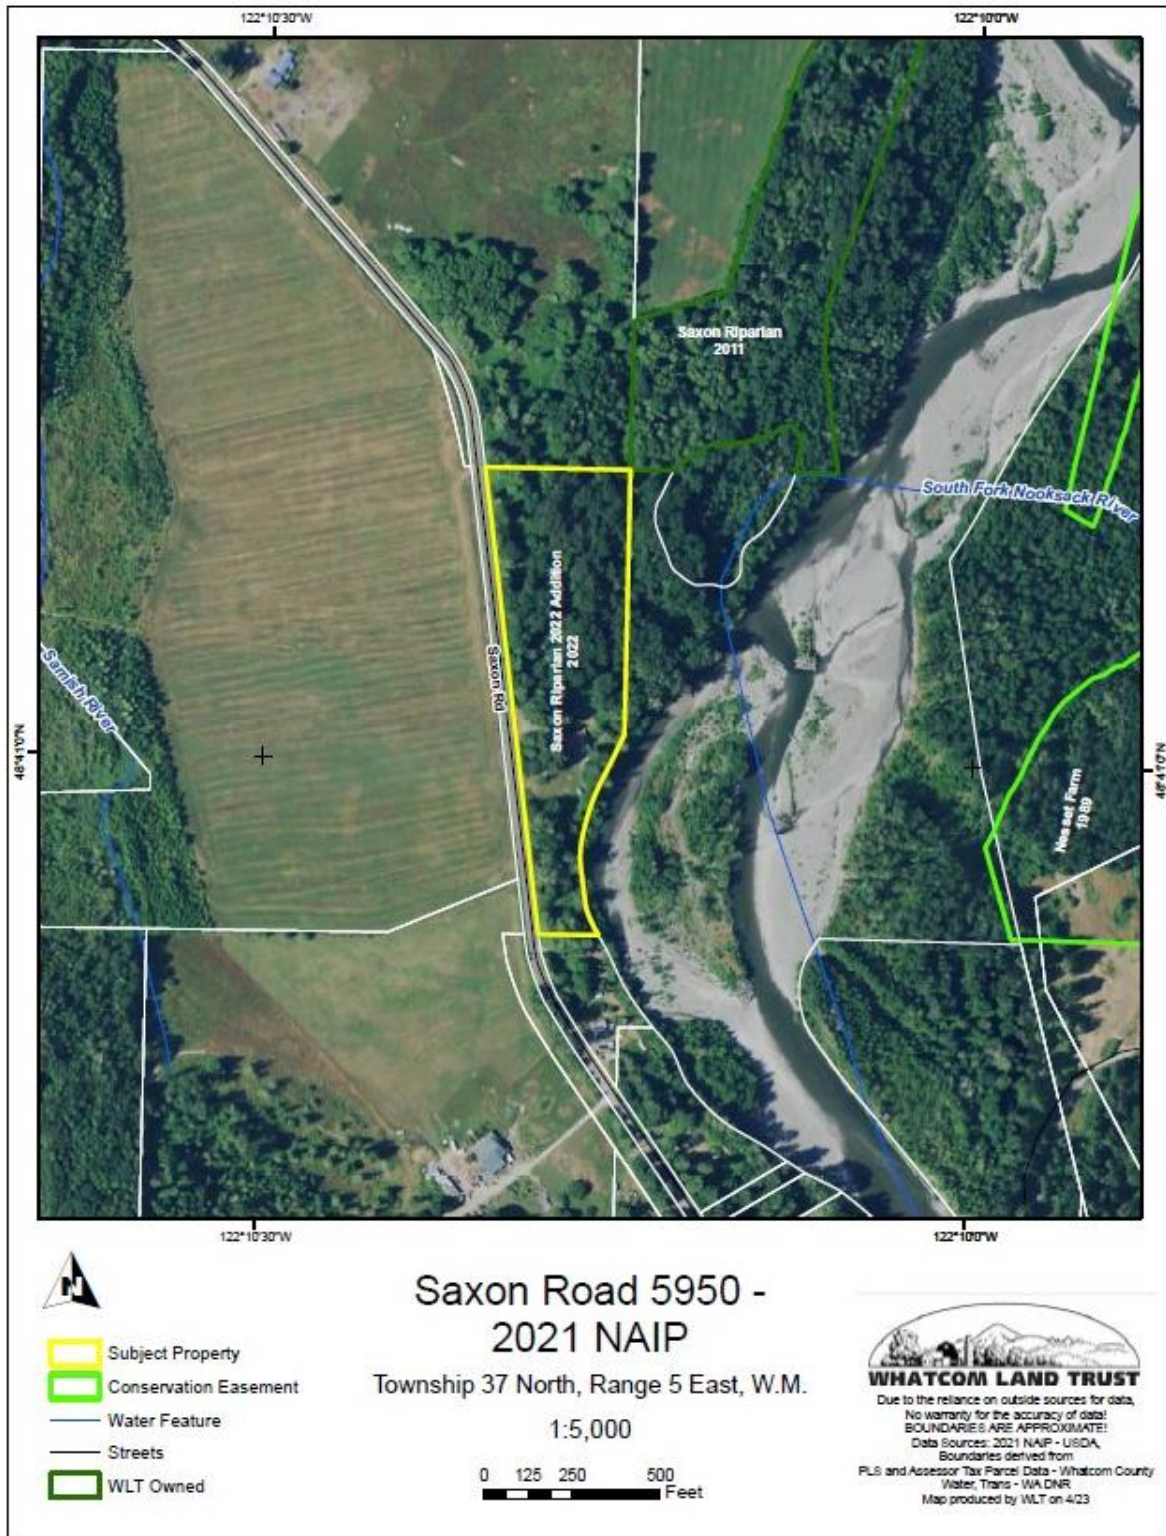 122°10'30"W
122°10'0"W
Saxon Riparian
2011
South Fork Nooksack River
Saxon Riparian 2022 Addition
2022
Saxon Rd
Samish River
48°41'0"N
48°41'0"N
Nesset Farm
1989
122°10'30"W
122°10'0"W
N
Saxon Road 5950 -
2021 NAIP
Township 37 North, Range 5 East, W.M.
1:5,000
0 125 250 500
Feet
Subject Property
Conservation Easement
Water Feature
Streets
WLT Owned
WHATCOM LAND TRUST
Due to the reliance on outside sources for data,
No warranty for the accuracy of data!
BOUNDARIES ARE APPROXIMATE!
Data Sources: 2021 NAIP - USDA,
Boundaries derived from
PLS and Assessor Tax Parcel Data - Whatcom County
Water, Trans - WA DNR
Map produced by WLT on 4/23